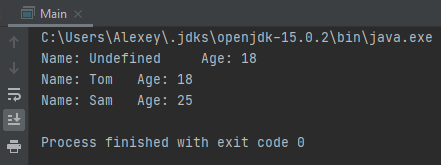 Main
C:\Users\Alexey\.jdks\openjdk-15.0.2\bin\java.exe
Name: Undefined     Age: 18
Name: Tom   Age: 18
Name: Sam   Age: 25
Process finished with exit code 0